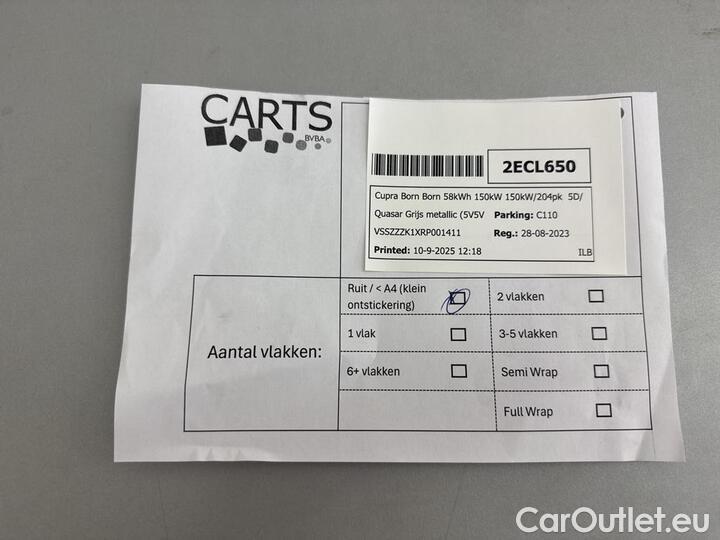 CARTS
BVBA
2ECL650
Cupra Born Born 58kWh 150kW 150kW/204pk 5D/
Quasar Grijs metallic (5V5V Parking: C110
VSSZZZK1XRP001411 Reg.: 28-08-2023
Printed: 10-9-2025 12:18 ILB
Aantal vlakken:
Ruit / < A4 (klein
ontstickering)
2 vlakken
1 vlak
3-5 vlakken
6+ vlakken
Semi Wrap
Full Wrap
CarOutlet.eu